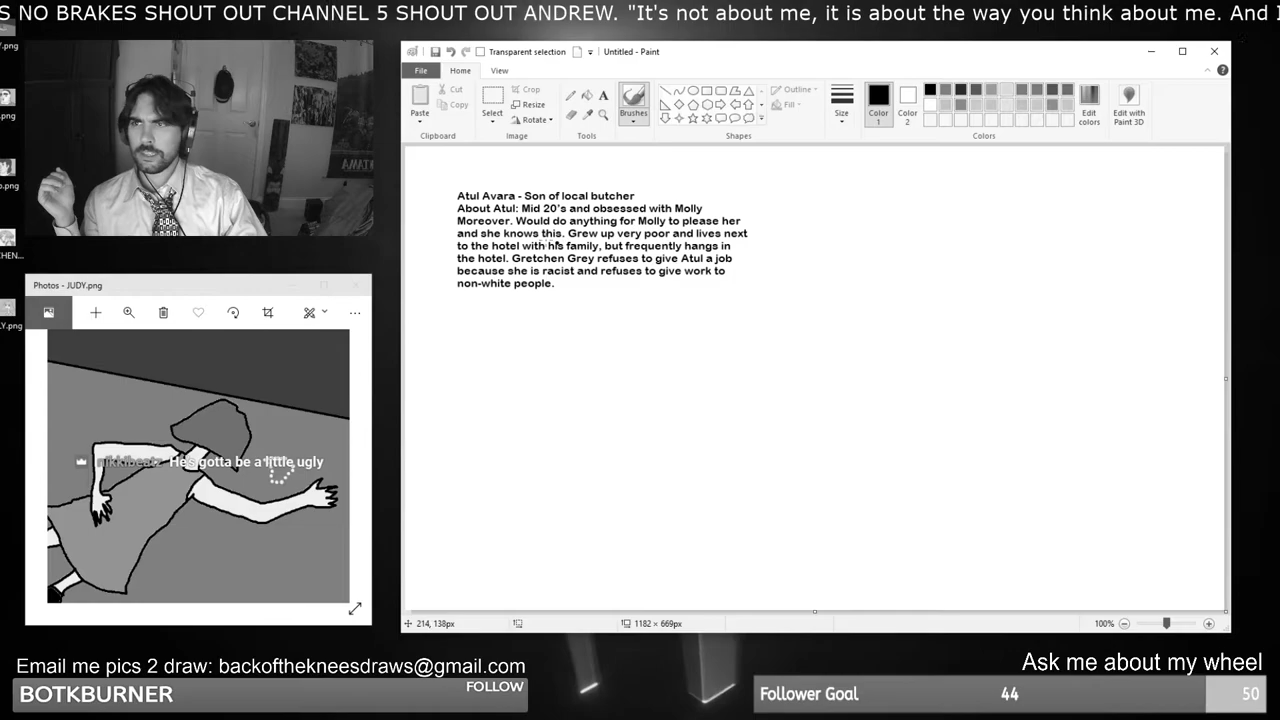 S NO BRAKES SHOUT OUT CHANNEL 5 SHOUT OUT ANDREW. "It's not about me, it is about the way you think about me. And I
Transparent selection
Untitled - Paint
File
Home
View
Paste
Cut
Copy
Clipboard
Select
Crop
Resize
Rotate
Image
A
Tools
Brushes
Outline
Fill
Shapes
Size
Color 1
Color 2
Edit colors
Colors
Edit with Paint 3D
Atul Avara - Son of local butcher
About Atul: Mid 20's and obsessed with Molly
Moreover. Would do anything for Molly to please her
and she knows this. Grew up very poor and lives next
to the hotel with his family, but frequently hangs in
the hotel. Gretchen Grey refuses to give Atul a job
because she is racist and refuses to give work to
non-white people.
Photos - JUDY.png
nikkibeatz He's gotta be a little ugly
214, 138px
1182 × 669px
100%
Email me pics 2 draw: backofthekneesdraws@gmail.com
Ask me about my wheel
BOTKBURNER
FOLLOW
Follower Goal
44
50